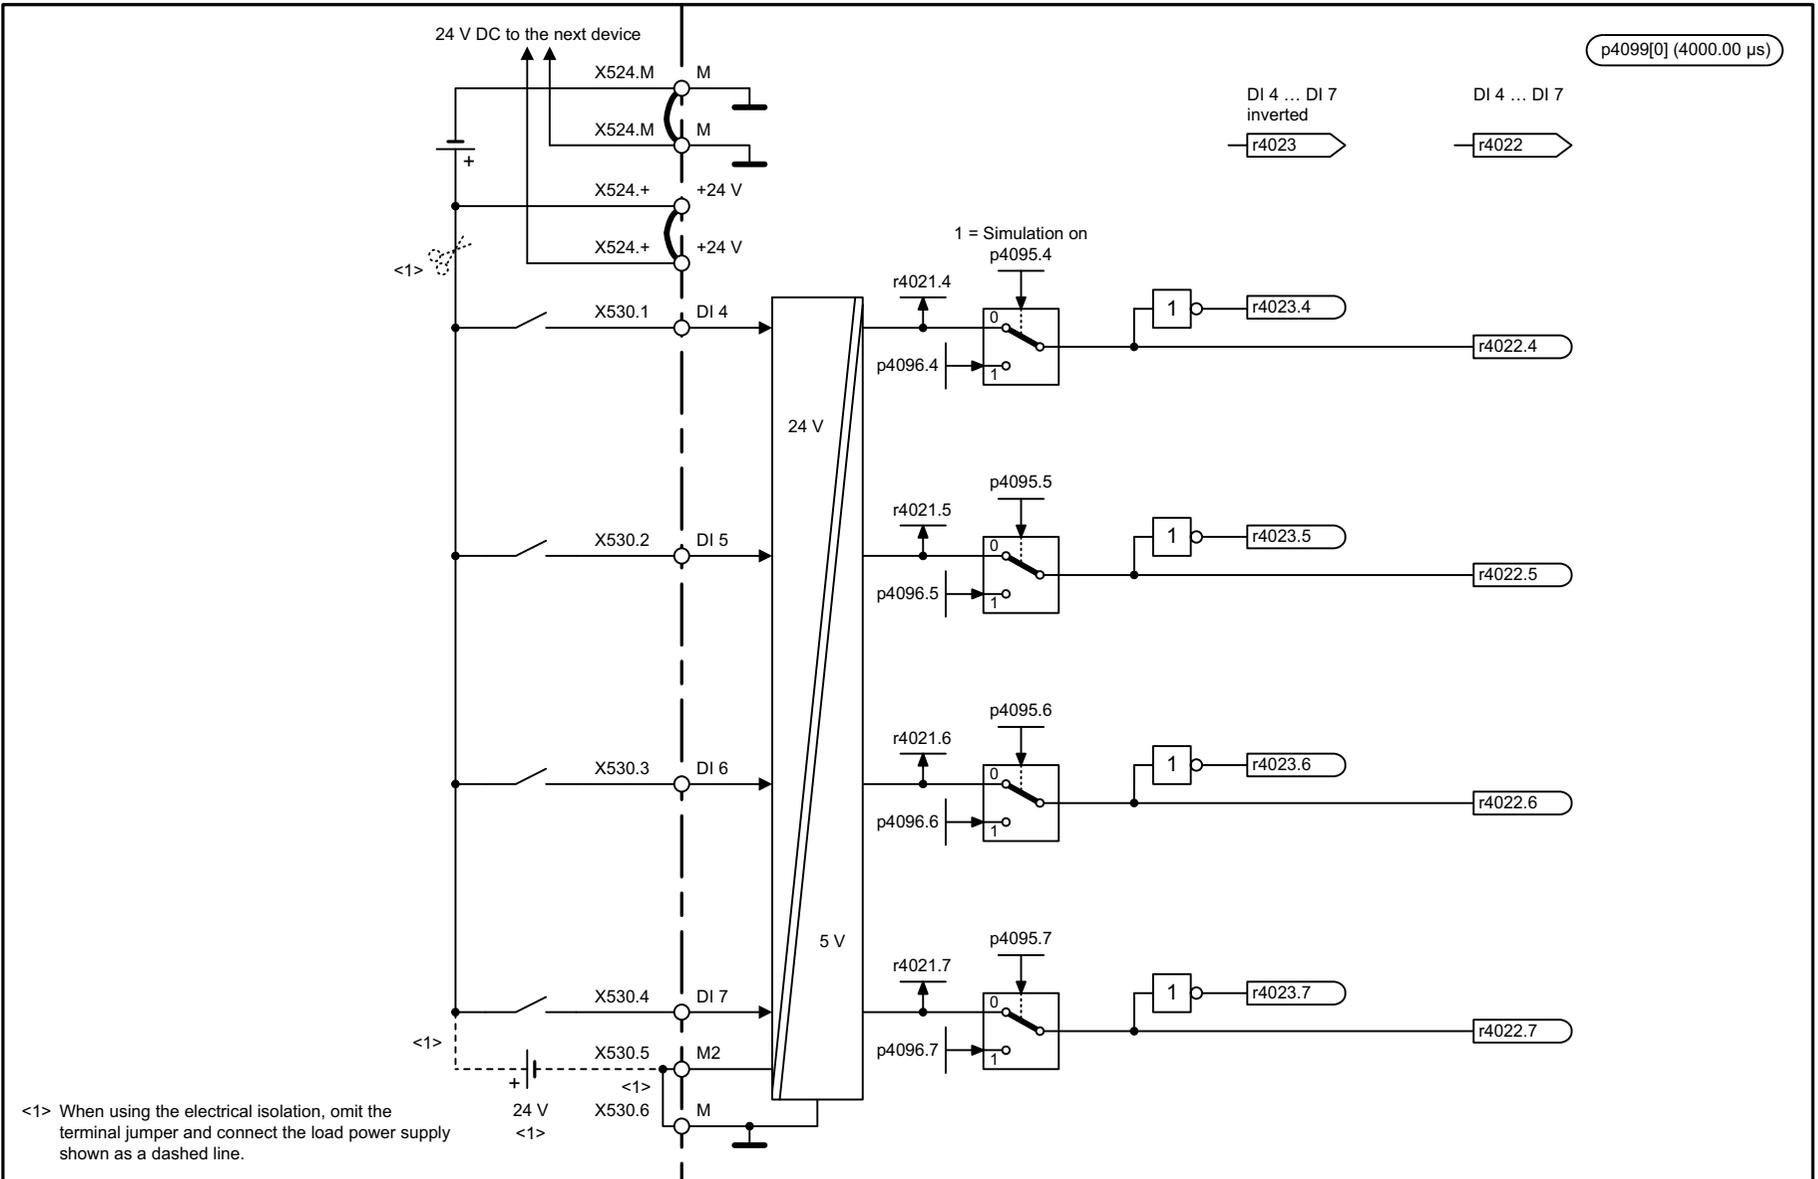 24 V DC to the next device
p4099[0] (4000.00 µs)
X524.M M
DI 4 … DI 7
inverted
DI 4 … DI 7
X524.M M
r4023
r4022
+
X524.+ +24 V
1 = Simulation on
X524.+ +24 V
p4095.4
<1>
r4021.4
X530.1 DI 4
0
1
r4023.4
r4022.4
p4096.4
1
24 V
p4095.5
r4021.5
X530.2 DI 5
0
1
r4023.5
r4022.5
p4096.5
1
p4095.6
r4021.6
X530.3 DI 6
0
1
r4023.6
r4022.6
p4096.6
1
5 V
p4095.7
r4021.7
X530.4 DI 7
0
1
r4023.7
r4022.7
<1>
X530.5 M2
p4096.7
1
+
<1>
24 V
X530.6 M
<1>
<1> When using the electrical isolation, omit the
terminal jumper and connect the load power supply
shown as a dashed line.